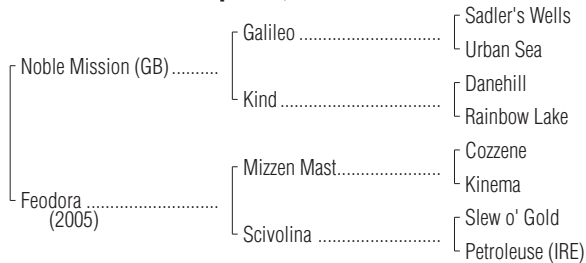 Sadler's Wells
Galileo ..................................
Urban Sea
Noble Mission (GB) ..........
Danehill
Kind .......................................
Rainbow Lake
Cozzene
Mizzen Mast .......................
Kinema
Feodora .............................
(2005)
Slew o' Gold
Scivolina .............................
Petroleuse (IRE)